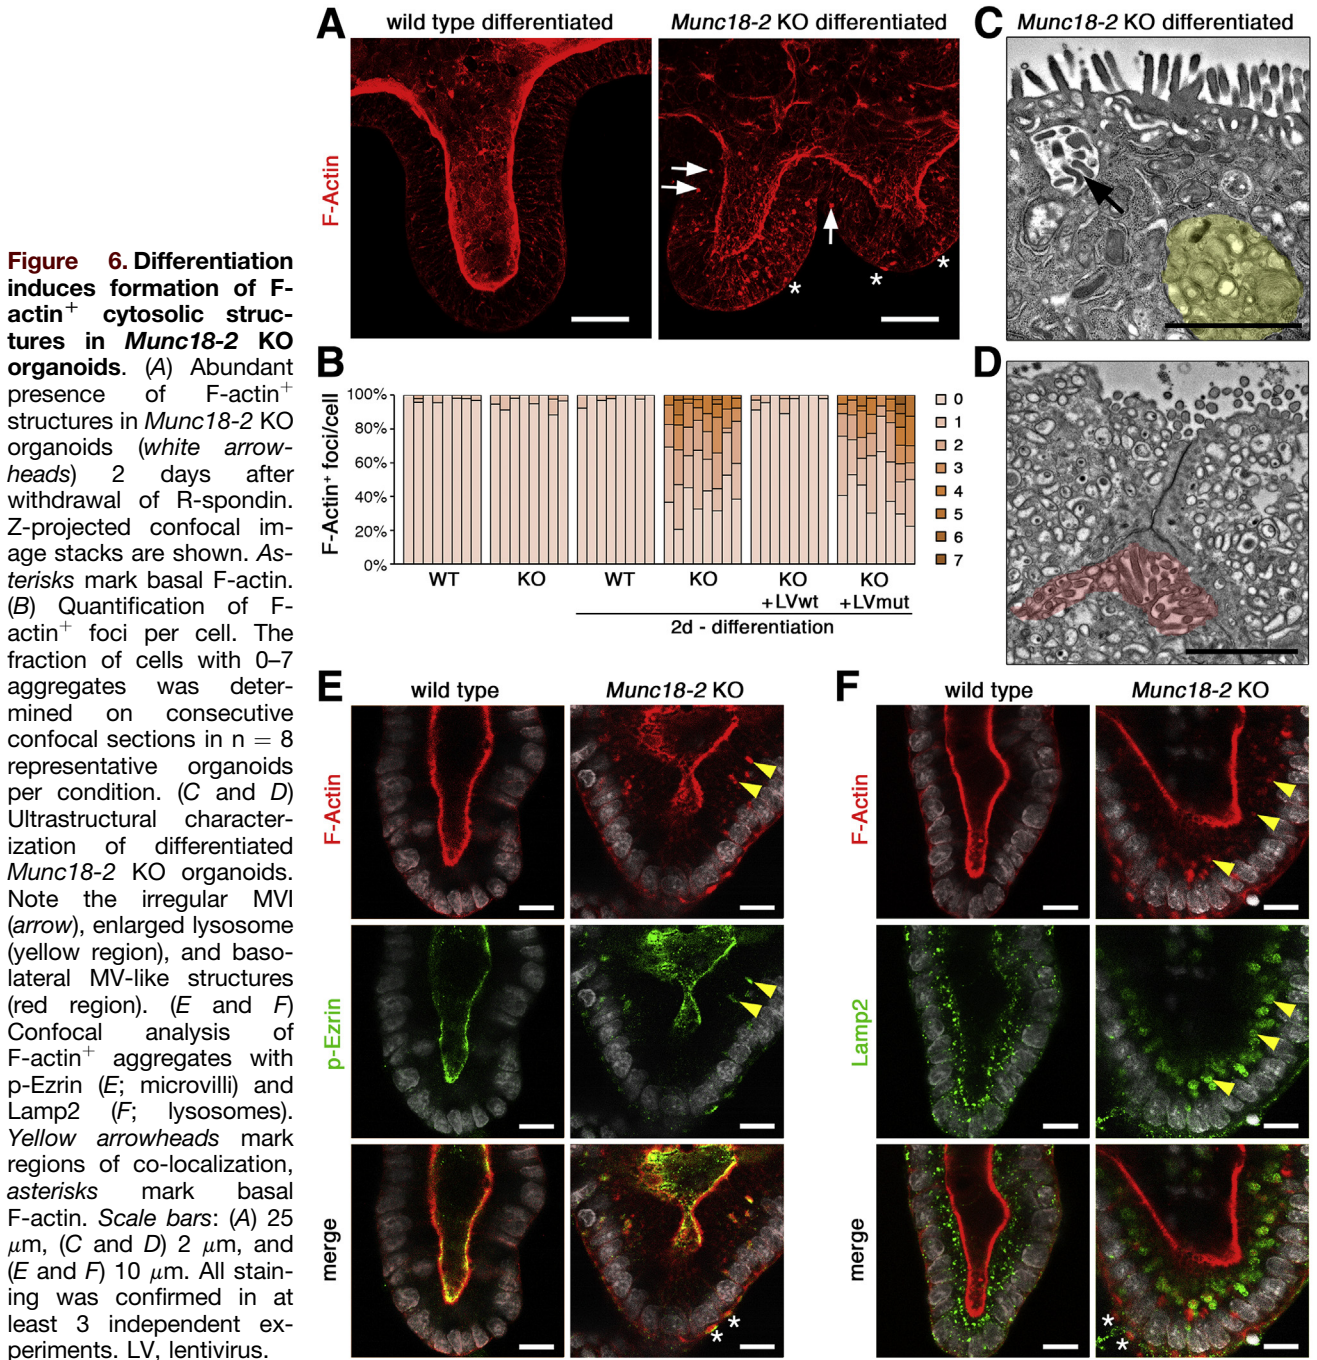 Figure 6. Differentiation
induces formation of F-
actin+ cytosolic struc-
tures in Munc18-2 KO
organoids. (A) Abundant
presence of F-actin+
structures in Munc18-2 KO
organoids (white arrow-
heads) 2 days after
withdrawal of R-spondin.
Z-projected confocal im-
age stacks are shown. As-
terisks mark basal F-actin.
(B) Quantification of F-
actin+ foci per cell. The
fraction of cells with 0–7
aggregates was deter-
mined on consecutive
confocal sections in n = 8
representative organoids
per condition. (C and D)
Ultrastructural character-
ization of differentiated
Munc18-2 KO organoids.
Note the irregular MVI
(arrow), enlarged lysosome
(yellow region), and baso-
lateral MV-like structures
(red region). (E and F)
Confocal analysis of
F-actin+ aggregates with
p-Ezrin (E; microvilli) and
Lamp2 (F; lysosomes).
Yellow arrowheads mark
regions of co-localization,
asterisks mark basal
F-actin. Scale bars: (A) 25
μm, (C and D) 2 μm, and
(E and F) 10 μm. All stain-
ing was confirmed in at
least 3 independent ex-
periments. LV, lentivirus.
A
wild type differentiated
Munc18-2 KO differentiated
F-Actin
* * *
B
F-Actin+ foci/cell
100%
80%
60%
40%
20%
0%
WT KO WT KO KO KO
+LVwt +LVmut
2d - differentiation
0
1
2
3
4
5
6
7
C
Munc18-2 KO differentiated
D
E
wild type
Munc18-2 KO
F-Actin
p-Ezrin
merge
* *
F
wild type
Munc18-2 KO
F-Actin
Lamp2
merge
* *